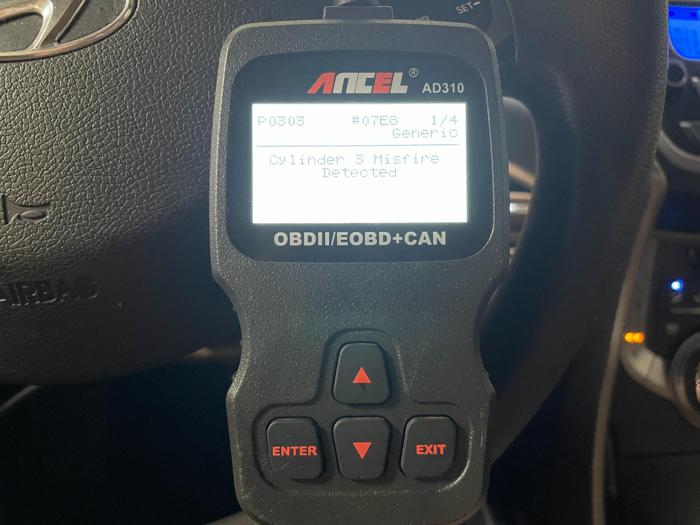 SET-
ANCEL®
AD310
P0303 #07E8 1/4
Generic
Cylinder 3 Misfire
Detected
OBDII/EOBD+CAN
AIRBAG
ENTER
EXIT